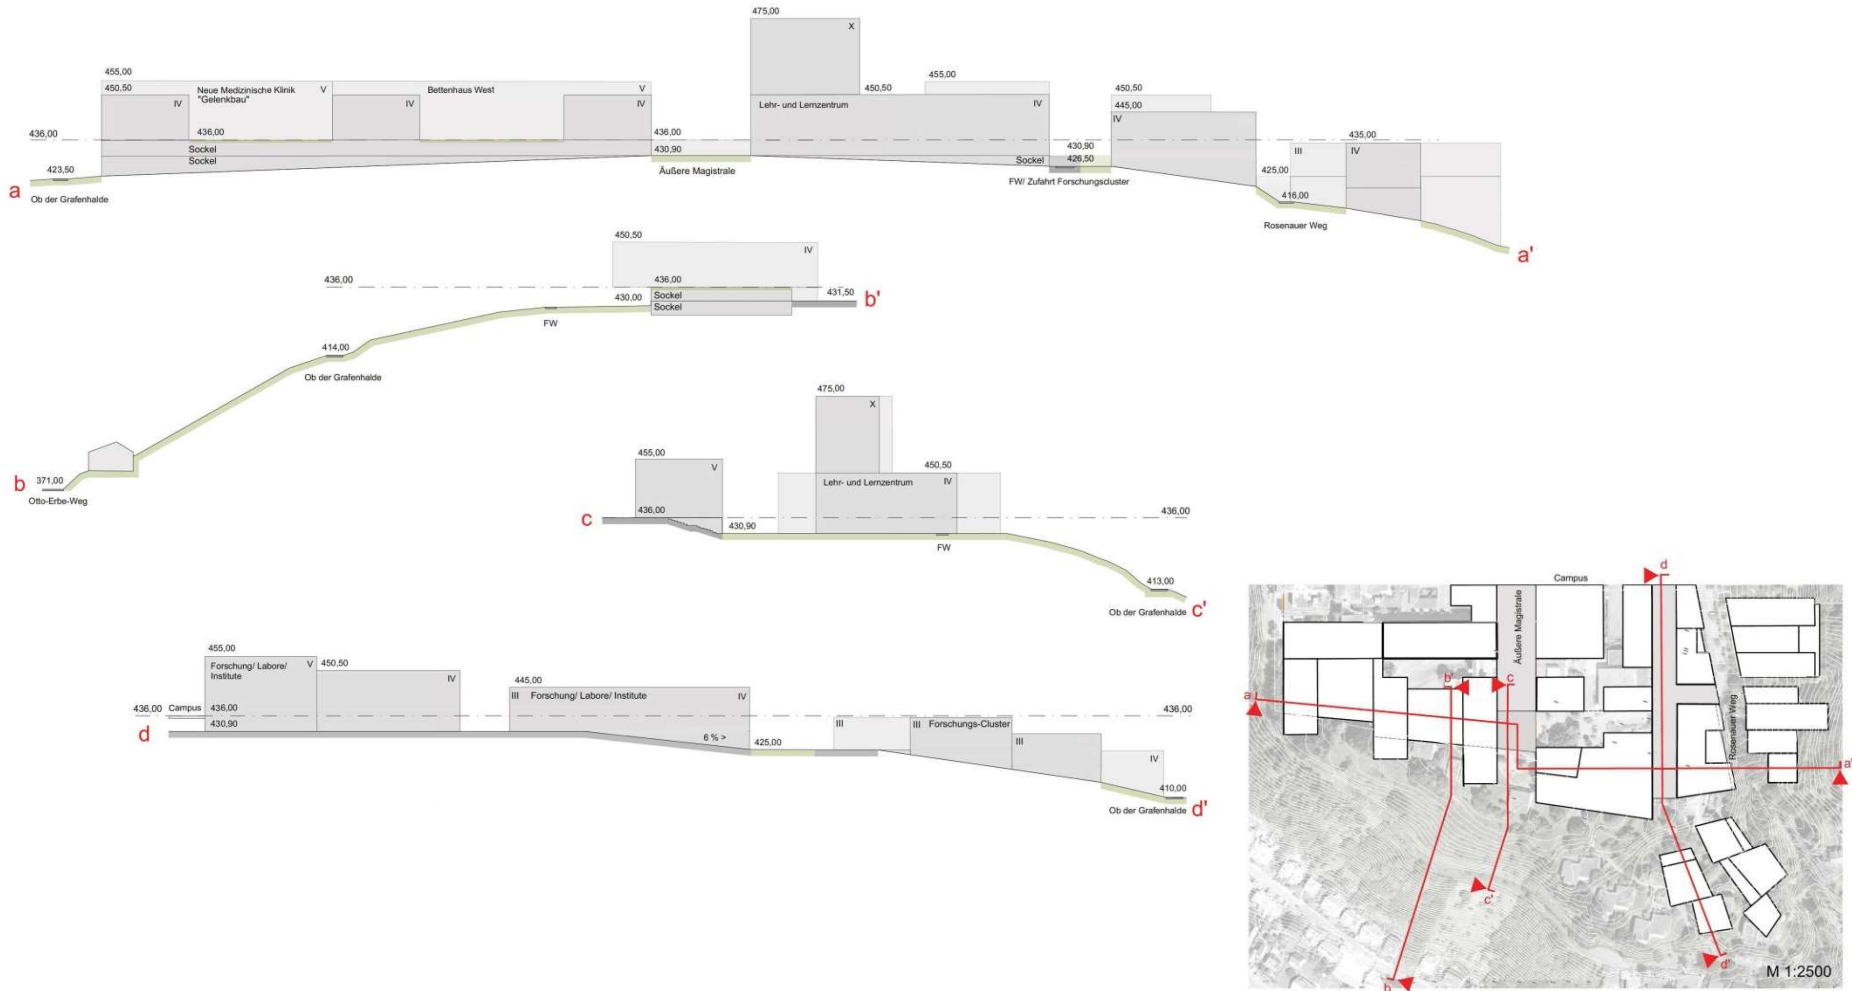 475,00
X
455,00
450,50
Neue Medizinische Klinik
"Gelenkbau"
V
Bettenhaus West
V
IV
IV
IV
Lehr- und Lernzentrum
450,50
455,00
IV
450,50
445,00
IV
436,00
436,00
436,00
Sockel
Sockel
430,90
430,90
Sockel
426,50
435,00
III
IV
423,50
a
Ob der Grafenhalde
Äußere Magistrale
FW/ Zufahrt Forschungscluster
425,00
416,00
Rosenauer Weg
a'
450,50
IV
436,00
436,00
Sockel
430,00
Sockel
431,50
b'
FW
414,00
Ob der Grafenhalde
b
371,00
Otto-Erbe-Weg
475,00
X
455,00
V
450,50
Lehr- und Lernzentrum
IV
c
436,00
430,90
436,00
FW
413,00
Ob der Grafenhalde
c'
455,00
Forschung/ Labore/
Institute
V
450,50
IV
445,00
III
Forschung/ Labore/ Institute
IV
436,00
Campus
436,00
430,90
d
6 % >
425,00
III
III
Forschungs-Cluster
III
436,00
IV
410,00
Ob der Grafenhalde
d'
Campus
d
Äußere Magistrale
a
b'
c
Rosenauer Weg
a'
c'
d'
b
M 1:2500